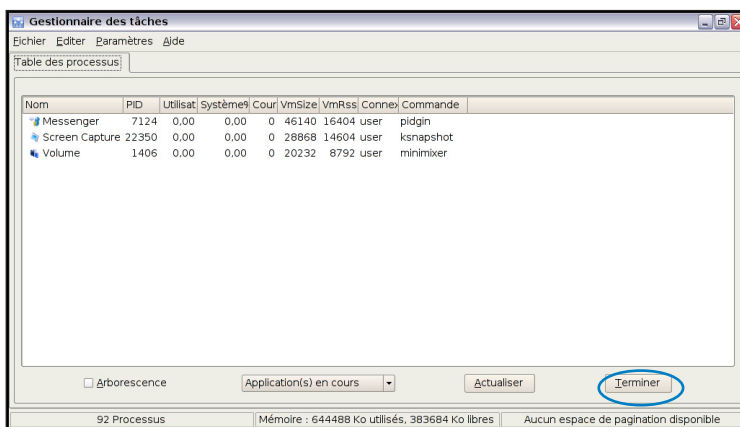 Gestionnaire des tâches
Fichier Editer Paramètres Aide
Table des processus
Nom PID Utilisat Système% Cour VmSize VmRss Connex Commande
Messenger 7124 0,00 0,00 0 46140 16404 user pidgin
Screen Capture 22350 0,00 0,00 0 28868 14604 user ksnapshot
Volume 1406 0,00 0,00 0 20232 8792 user minimixer
Arborescence Application(s) en cours Actualiser Terminer
92 Processus Mémoire : 644488 Ko utilisés, 383684 Ko libres Aucun espace de pagination disponible